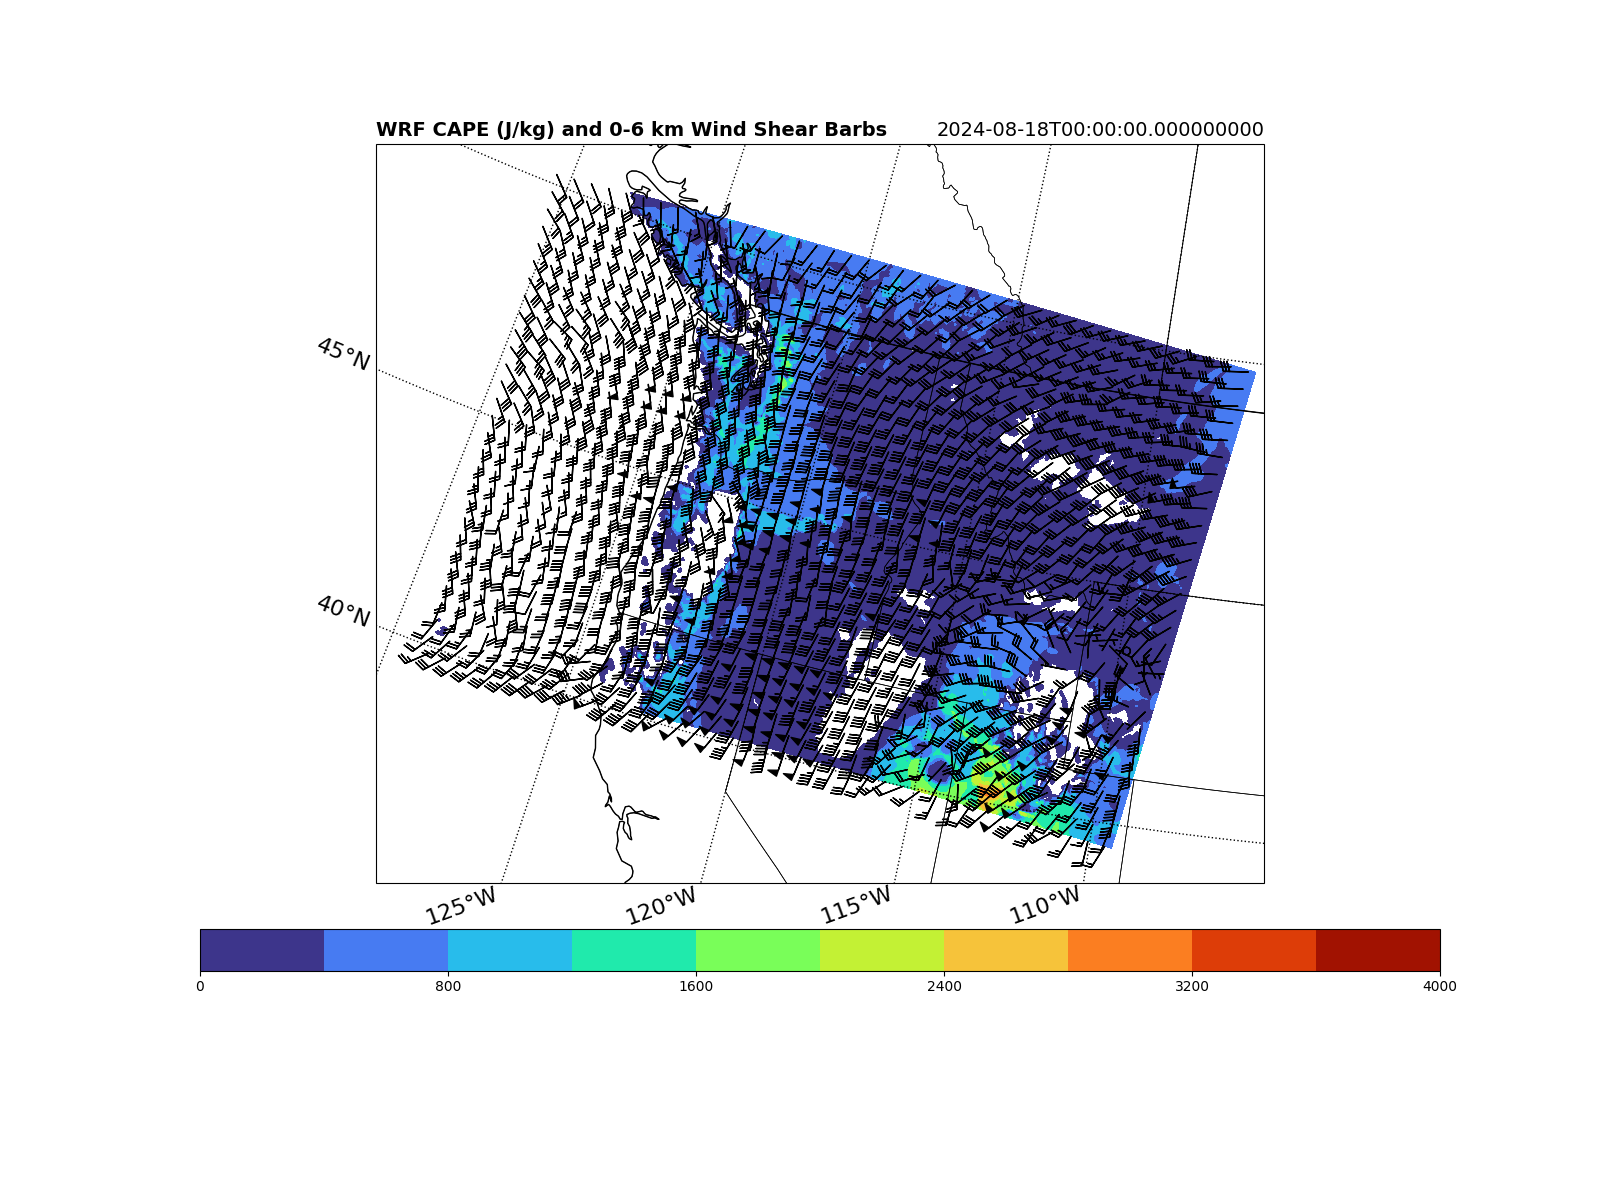 WRF CAPE (J/kg) and 0-6 km Wind Shear Barbs 2024-08-18T00:00:00.000000000
45°N
40°N
125°W 120°W 115°W 110°W
0 800 1600 2400 3200 4000